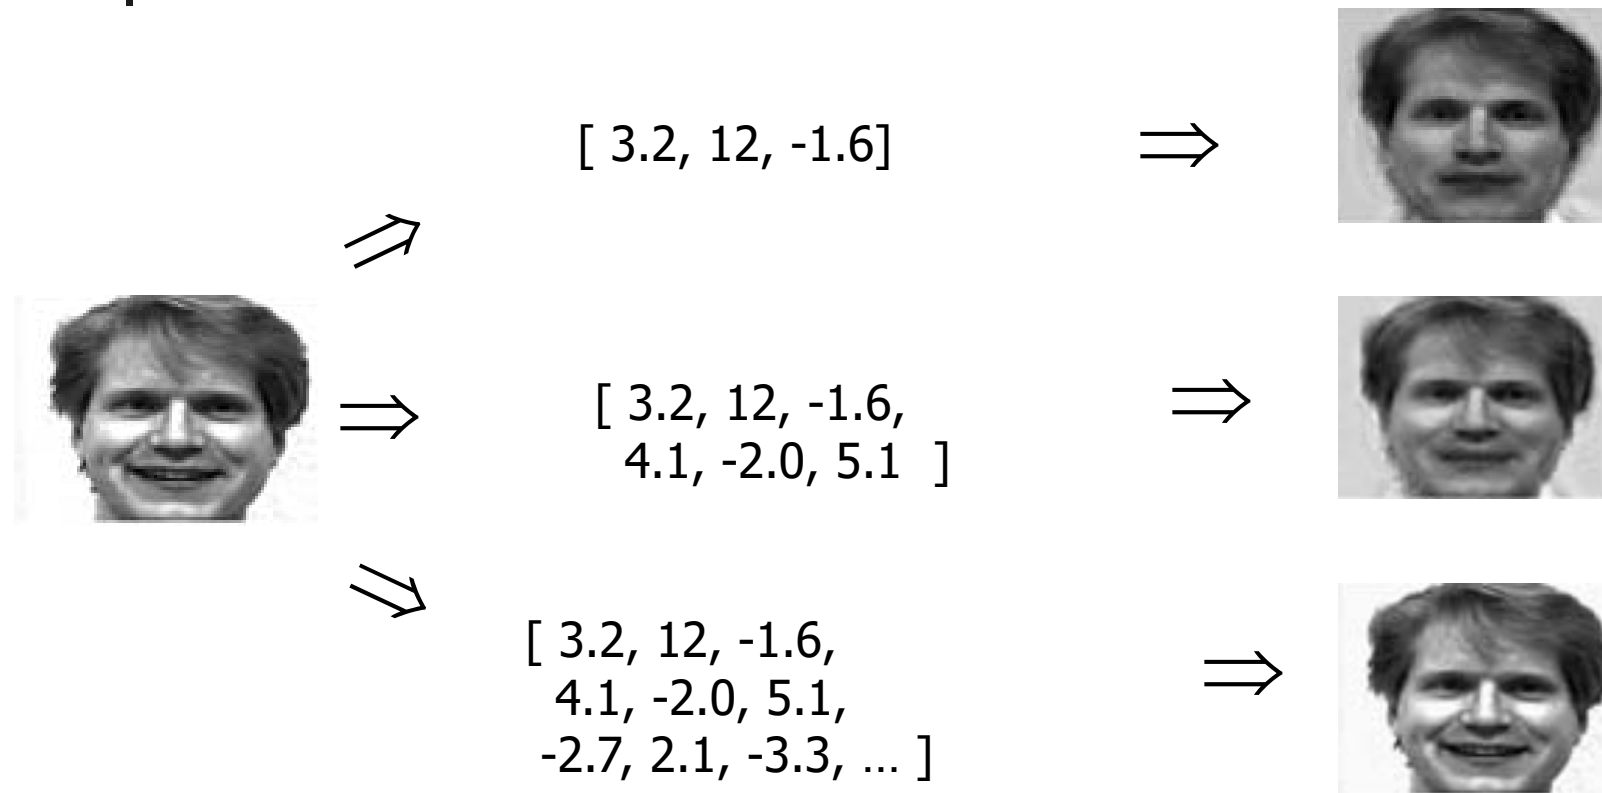 [ 3.2, 12, -1.6]
[ 3.2, 12, -1.6,
4.1, -2.0, 5.1 ]
[ 3.2, 12, -1.6,
4.1, -2.0, 5.1,
-2.7, 2.1, -3.3, ... ]